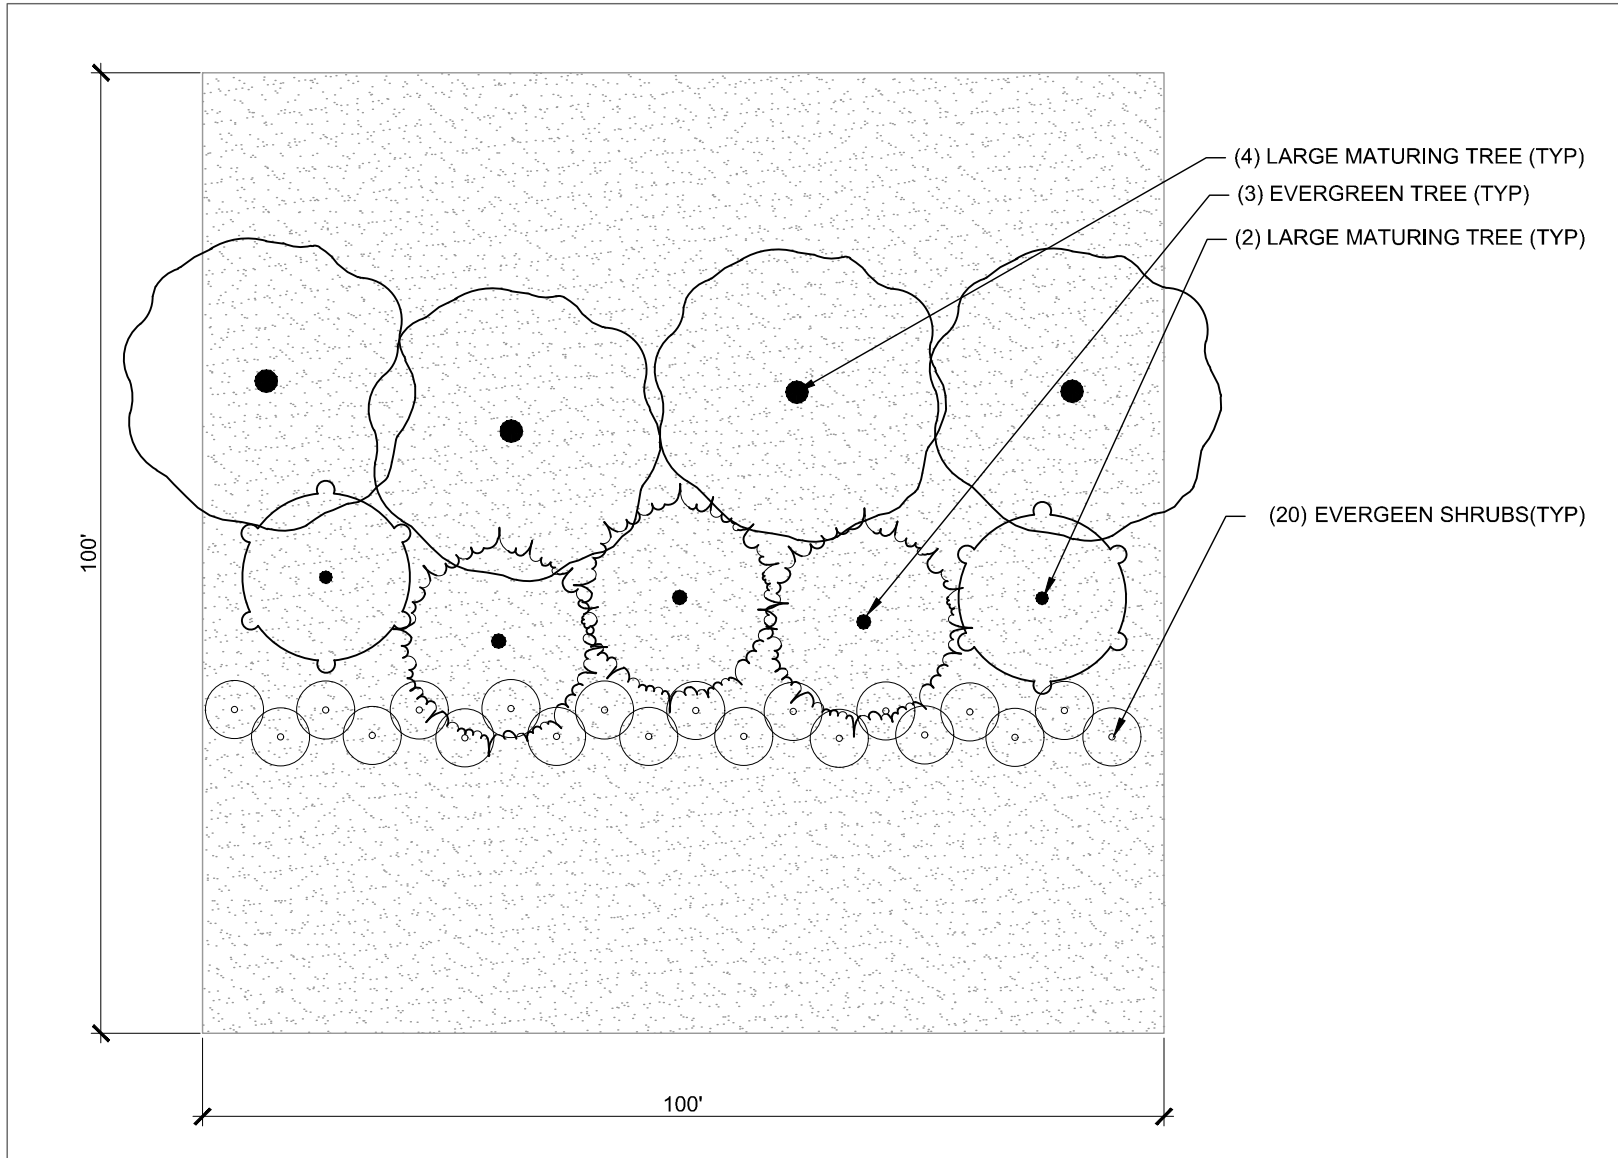 (4) LARGE MATURING TREE (TYP)
(3) EVERGREEN TREE (TYP)
(2) LARGE MATURING TREE (TYP)
(20) EVERGEEN SHRUBS(TYP)
100'
100'